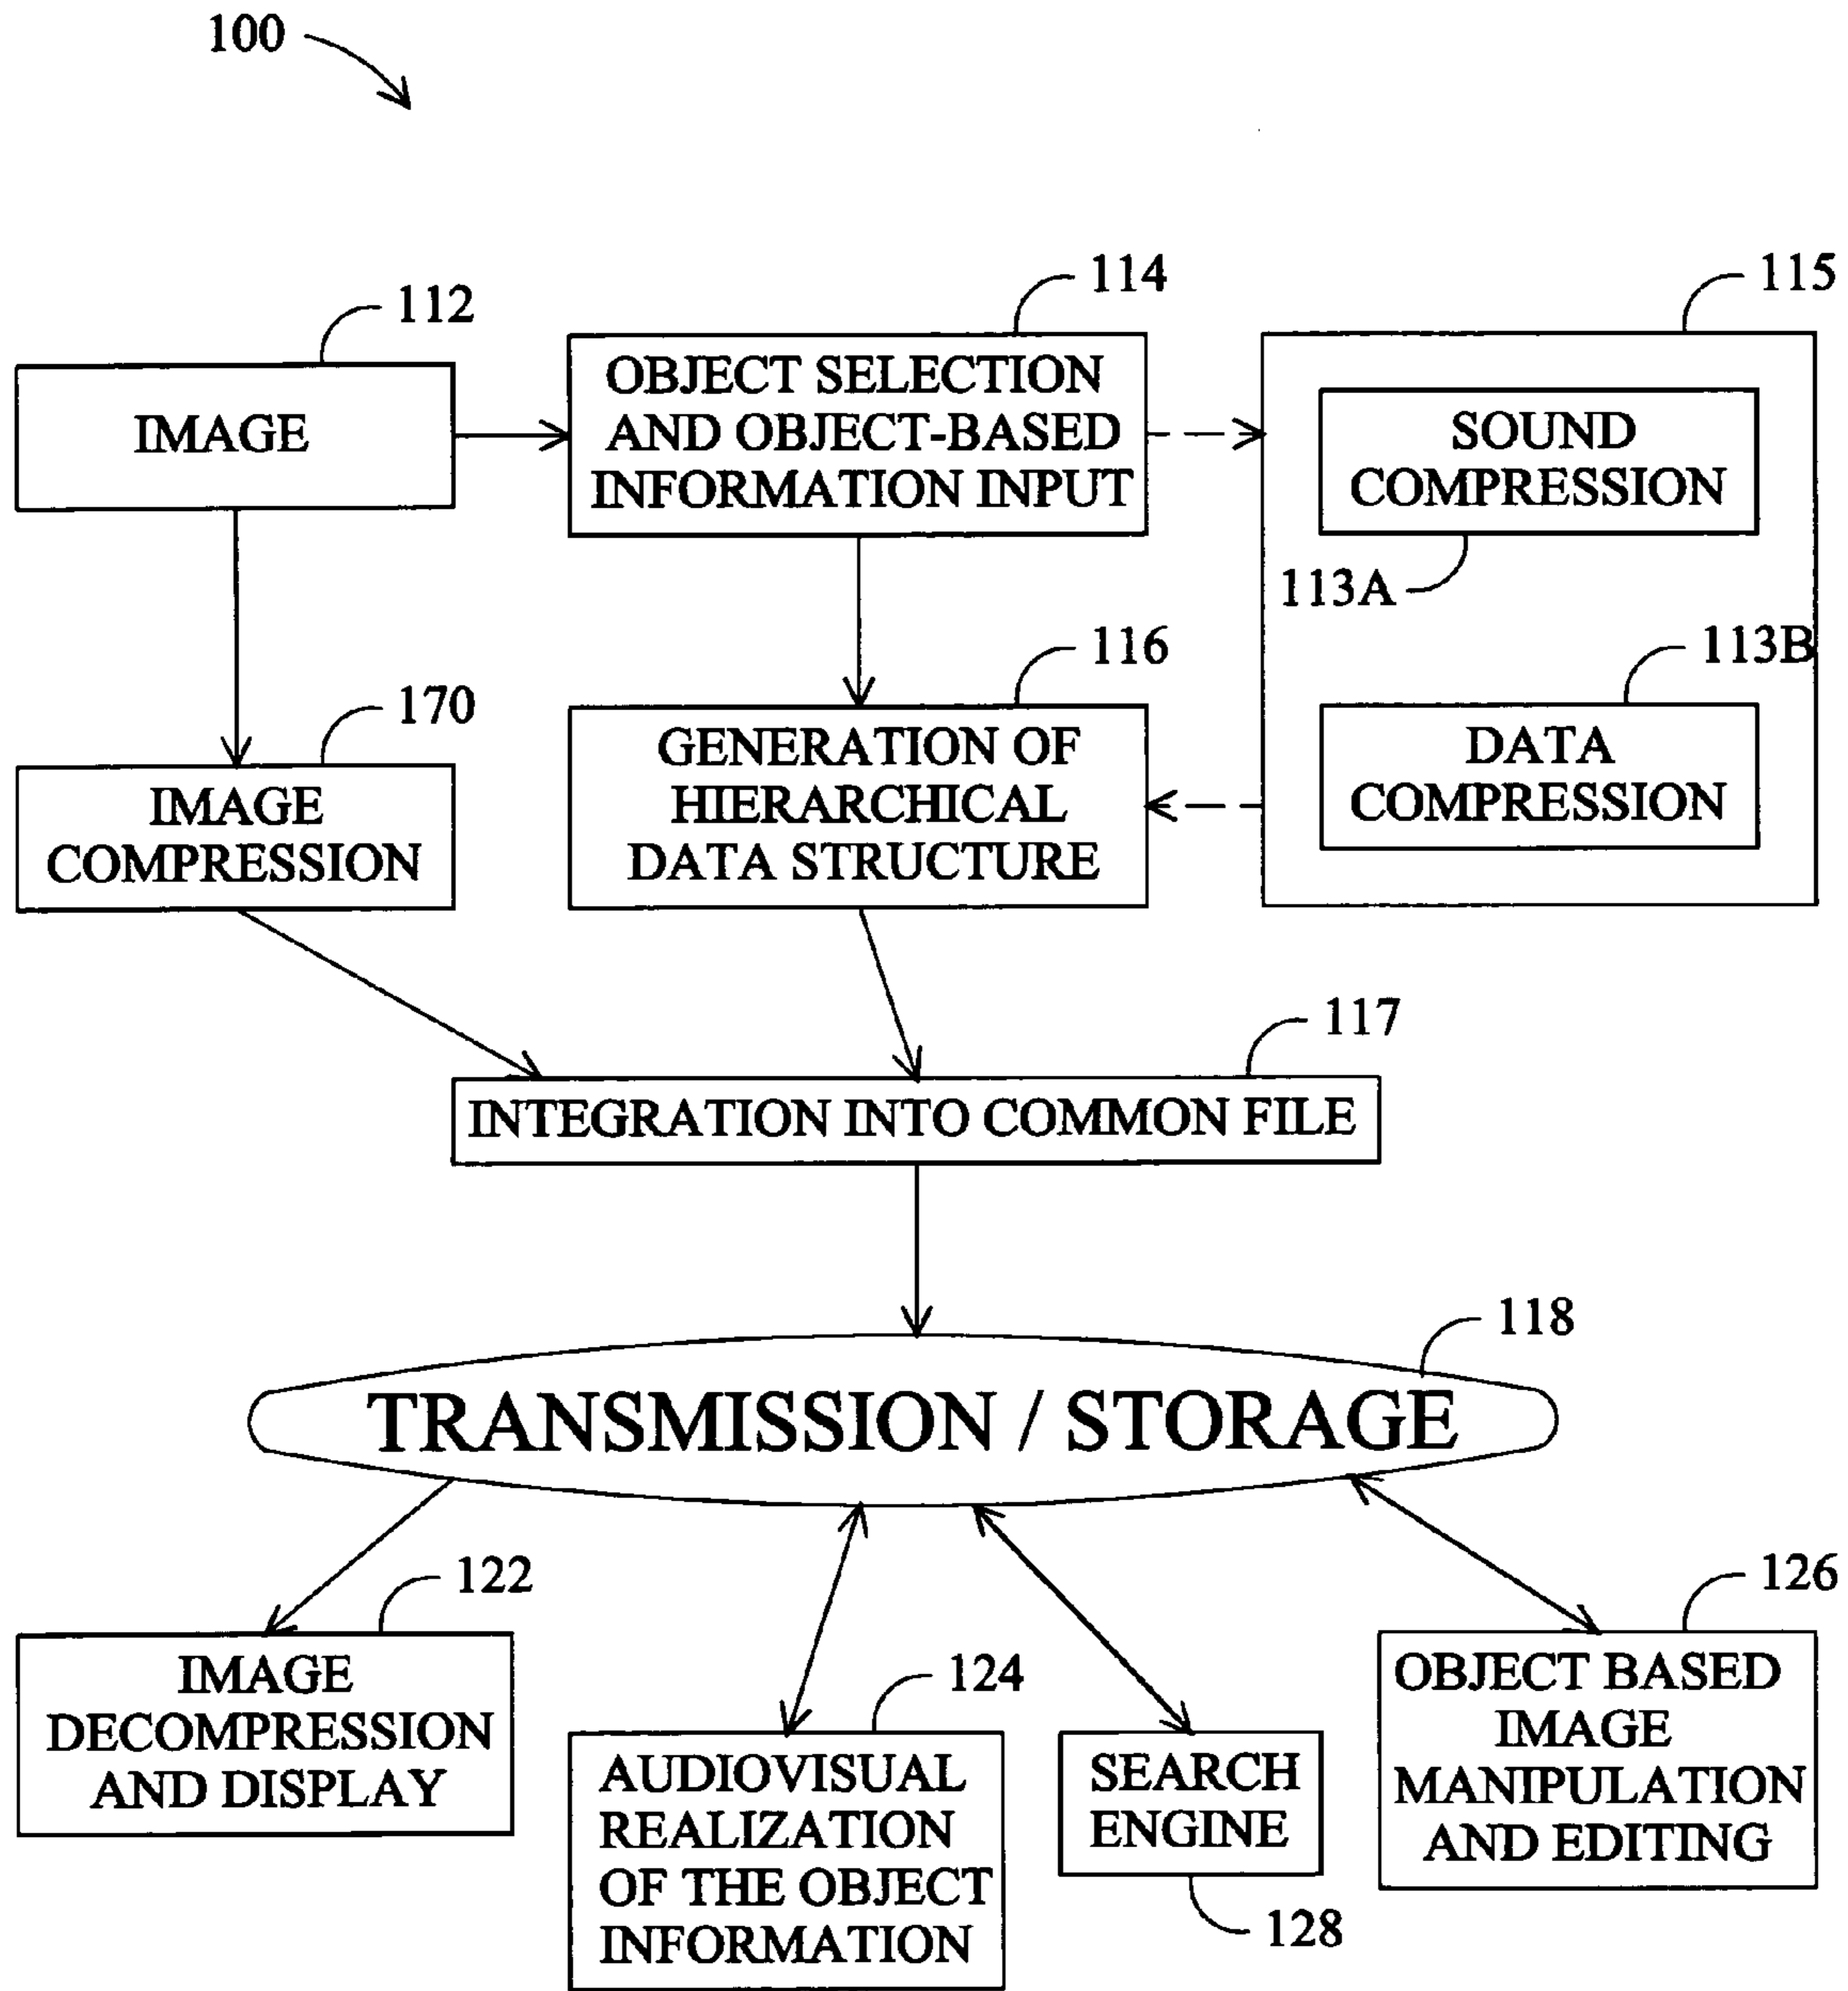 100
112
IMAGE
114
OBJECT SELECTION
AND OBJECT-BASED
INFORMATION INPUT
115
SOUND
COMPRESSION
113A
113B
DATA
COMPRESSION
170
IMAGE
COMPRESSION
116
GENERATION OF
HIERARCHICAL
DATA STRUCTURE
117
INTEGRATION INTO COMMON FILE
118
TRANSMISSION / STORAGE
122
IMAGE
DECOMPRESSION
AND DISPLAY
124
AUDIOVISUAL
REALIZATION
OF THE OBJECT
INFORMATION
SEARCH
ENGINE
128
126
OBJECT BASED
IMAGE
MANIPULATION
AND EDITING